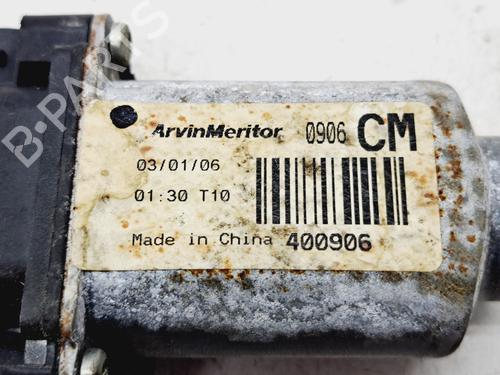 ArvinMeritor 0906 CM
03/01/06
01:30 T10
Made in China 400906
B-PARTS